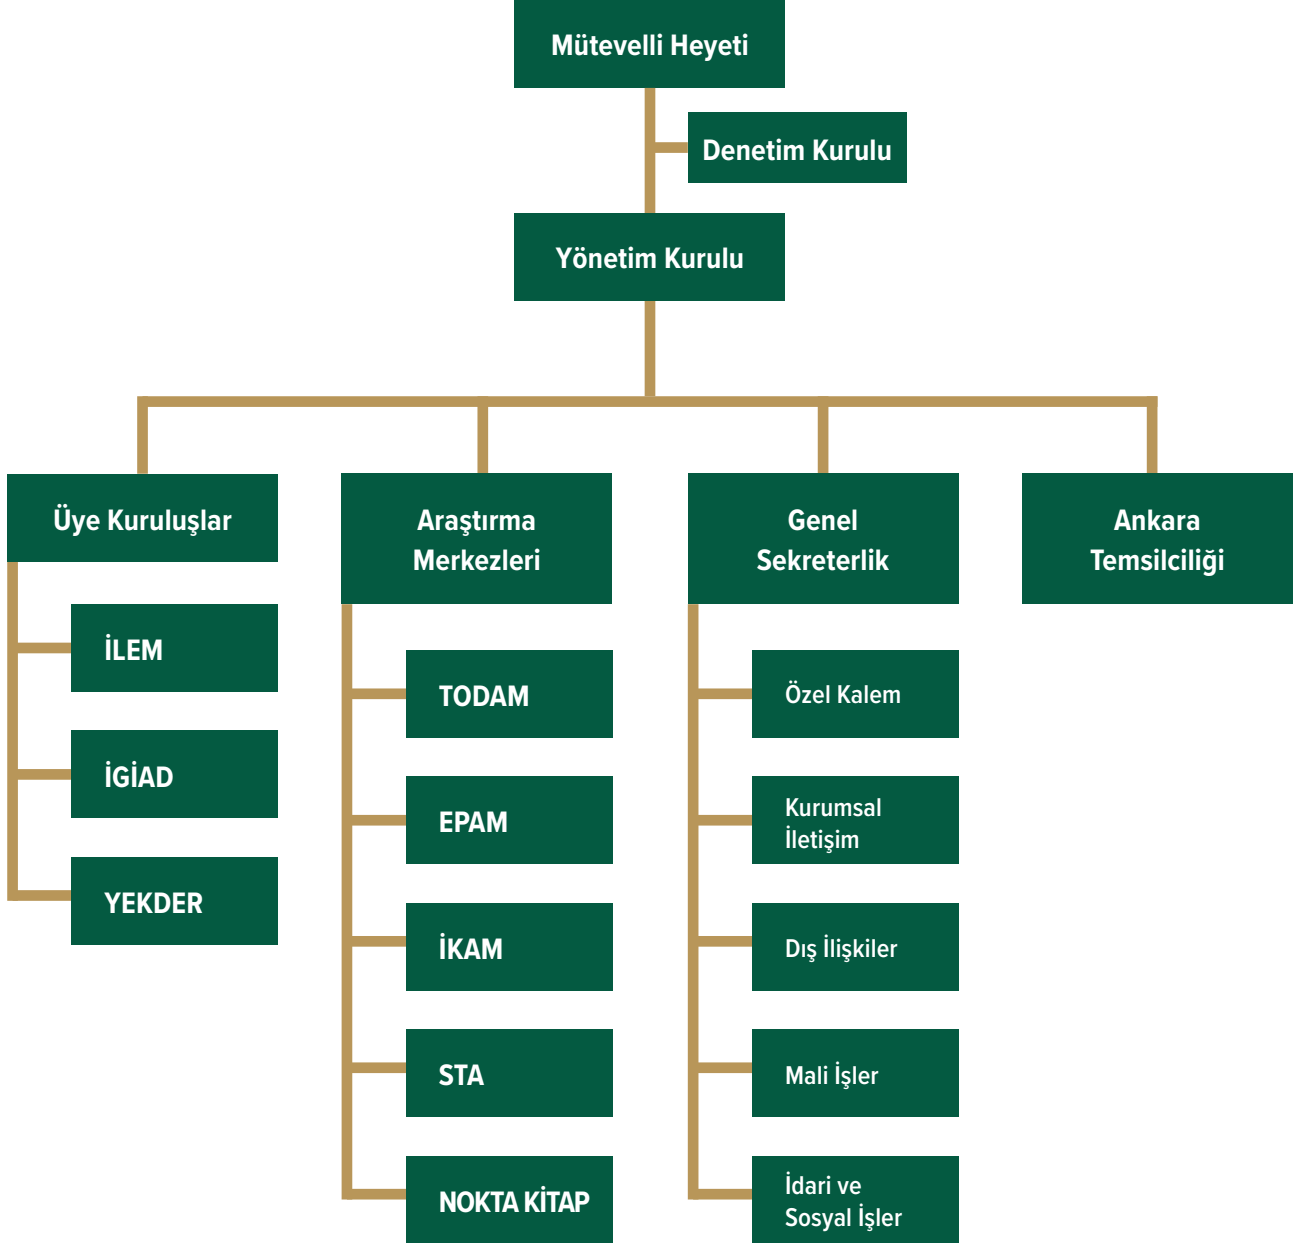 Mütevelli Heyeti
Denetim Kurulu
Yönetim Kurulu
Üye Kuruluşlar
İLEM
İGİAD
YEKDER
Araştırma
Merkezleri
TODAM
EPAM
İKAM
STA
NOKTA KİTAP
Genel
Sekreterlik
Özel Kalem
Kurumsal
İletişim
Dış İlişkiler
Mali İşler
İdari ve
Sosyal İşler
Ankara
Temsilciliği